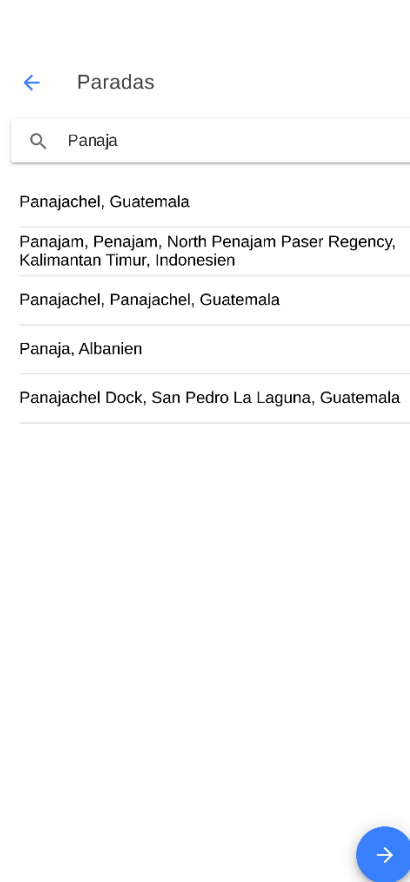 Paradas
Panaja
Panajachel, Guatemala
Panajam, Penajam, North Penajam Paser Regency,
Kalimantan Timur, Indonesien
Panajachel, Panajachel, Guatemala
Panaja, Albanien
Panajachel Dock, San Pedro La Laguna, Guatemala